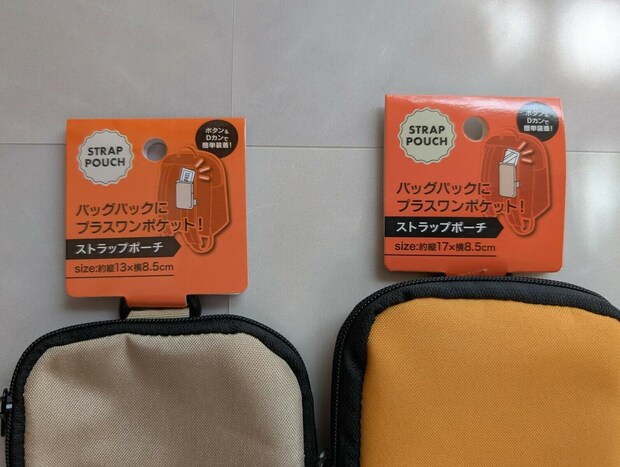 STRAP
POUCH
ボタン&
Dカンで
簡単装着!
バッグパックに
プラスワンポケット!
ストラップポーチ
size:約縦13×横8.5cm
STRAP
POUCH
ボタン&
Dカンで
簡単装着!
バッグパックに
プラスワンポケット!
ストラップポーチ
size:約縦17×横8.5cm